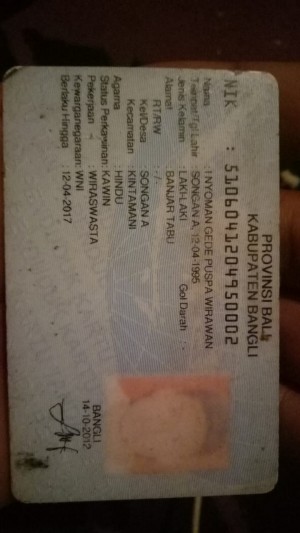 PROVINSI BALI
KABUPATEN BANGLI
NIK : 5106041204950002
Nama : I NYOMAN GEDE PUSPA WIRAWAN
Tempat/Tgl Lahir : SONGAN A, 12-04-1995
Jenis Kelamin : LAKI-LAKI Gol Darah : -
Alamat : BANJAR TABU
RT/RW : - / -
Kel/Desa : SONGAN A
Kecamatan : KINTAMANI
Agama : HINDU
Status Perkawinan: KAWIN
Pekerjaan : WIRASWASTA
Kewarganegaraan: WNI
Berlaku Hingga : 12-04-2017
BANGLI
14-10-2012